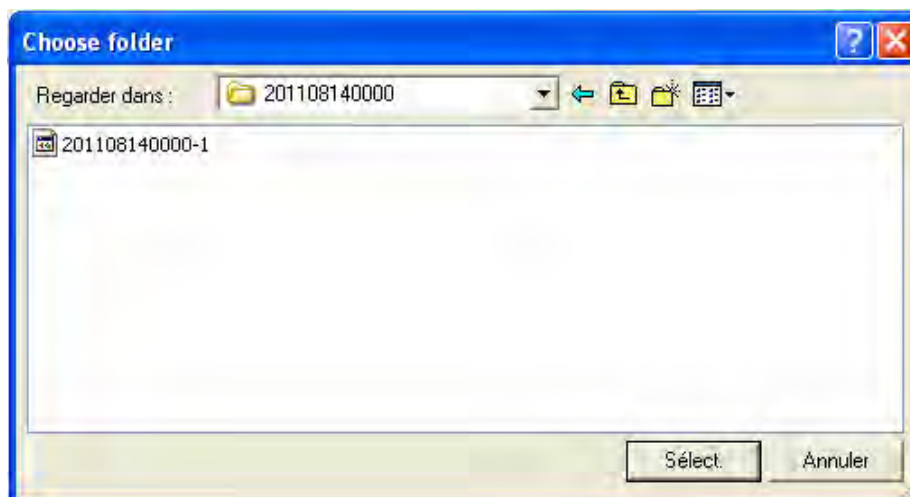 Choose folder
Regarder dans :
201108140000
201108140000-1
Sélect.
Annuler